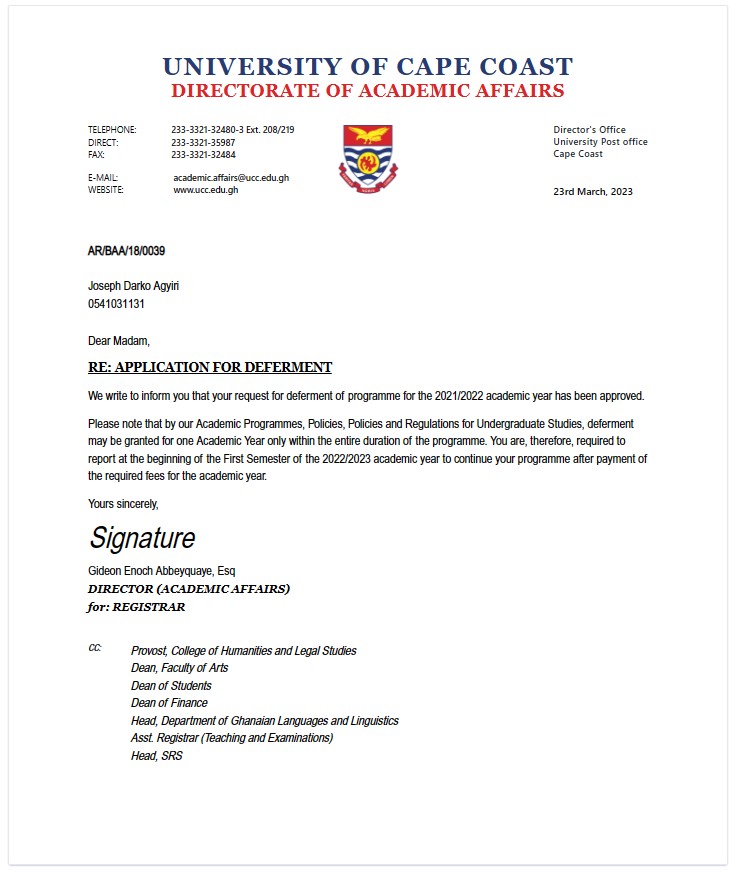 UNIVERSITY OF CAPE COAST
DIRECTORATE OF ACADEMIC AFFAIRS
TELEPHONE: 233-3321-32480-3 Ext. 208/219
DIRECT: 233-3321-35987
FAX: 233-3321-32484
E-MAIL: academic.affairs@ucc.edu.gh
WEBSITE: www.ucc.edu.gh
Director's Office
University Post office
Cape Coast
23rd March, 2023
AR/BAA/18/0039
Joseph Darko Agyiri
0541031131
Dear Madam,
RE: APPLICATION FOR DEFERMENT
We write to inform you that your request for deferment of programme for the 2021/2022 academic year has been approved.
Please note that by our Academic Programmes, Policies, Policies and Regulations for Undergraduate Studies, deferment
may be granted for one Academic Year only within the entire duration of the programme. You are, therefore, required to
report at the beginning of the First Semester of the 2022/2023 academic year to continue your programme after payment of
the required fees for the academic year.
Yours sincerely,
Signature
Gideon Enoch Abbeyquaye, Esq
DIRECTOR (ACADEMIC AFFAIRS)
for: REGISTRAR
CC: Provost, College of Humanities and Legal Studies
Dean, Faculty of Arts
Dean of Students
Dean of Finance
Head, Department of Ghanaian Languages and Linguistics
Asst. Registrar (Teaching and Examinations)
Head, SRS